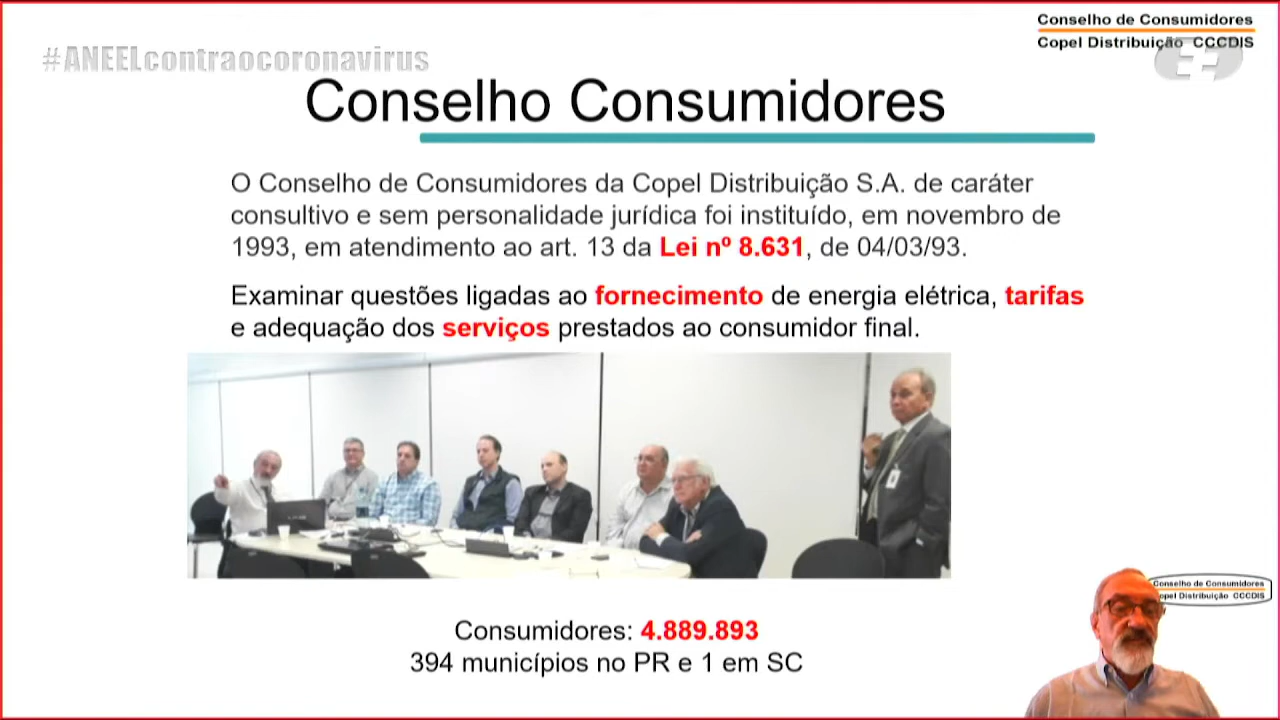 Conselho de Consumidores
Copel Distribuição CCCDIS
#ANEELcontraocoronavirus
Conselho Consumidores
O Conselho de Consumidores da Copel Distribuição S.A. de caráter
consultivo e sem personalidade jurídica foi instituído, em novembro de
1993, em atendimento ao art. 13 da Lei nº 8.631, de 04/03/93.
Examinar questões ligadas ao fornecimento de energia elétrica, tarifas
e adequação dos serviços prestados ao consumidor final.
Consumidores: 4.889.893
394 municípios no PR e 1 em SC
Conselho de Consumidores
opel Distribuição CCCDIS